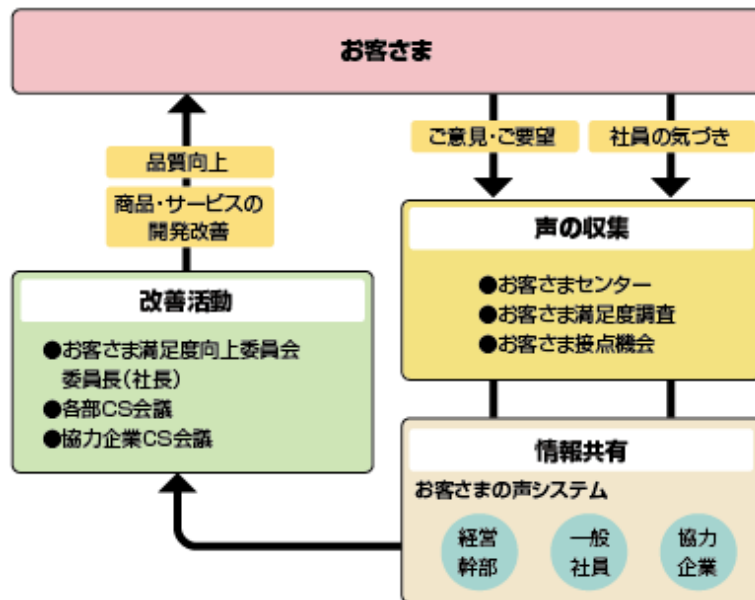 お客さま
品質向上
商品・サービスの
開発改善
ご意見・ご要望
社員の気づき
声の収集
●お客さまセンター
●お客さま満足度調査
●お客さま接点機会
改善活動
●お客さま満足度向上委員会
委員長(社長)
●各部CS会議
●協力企業CS会議
情報共有
お客さまの声システム
経営
幹部
一般
社員
協力
企業